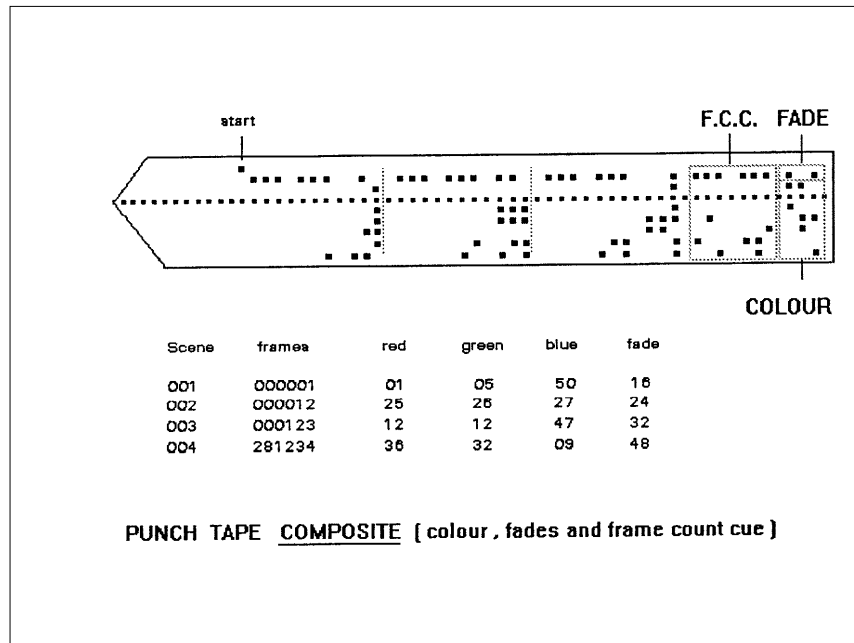 start
F.C.C. FADE
COLOUR
Scene frames red green blue fade
001 000001 01 05 50 16
002 000012 25 26 27 24
003 000123 12 12 47 32
004 281234 36 32 09 48
PUNCH TAPE COMPOSITE ( colour , fades and frame count cue )